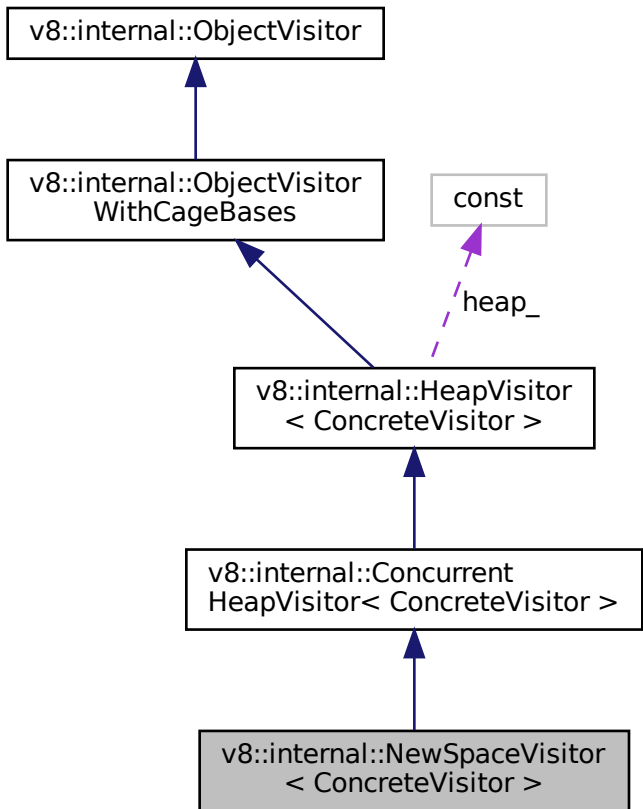 v8::internal::ObjectVisitor
v8::internal::ObjectVisitor
WithCageBases
const
heap_
v8::internal::HeapVisitor
< ConcreteVisitor >
v8::internal::Concurrent
HeapVisitor< ConcreteVisitor >
v8::internal::NewSpaceVisitor
< ConcreteVisitor >